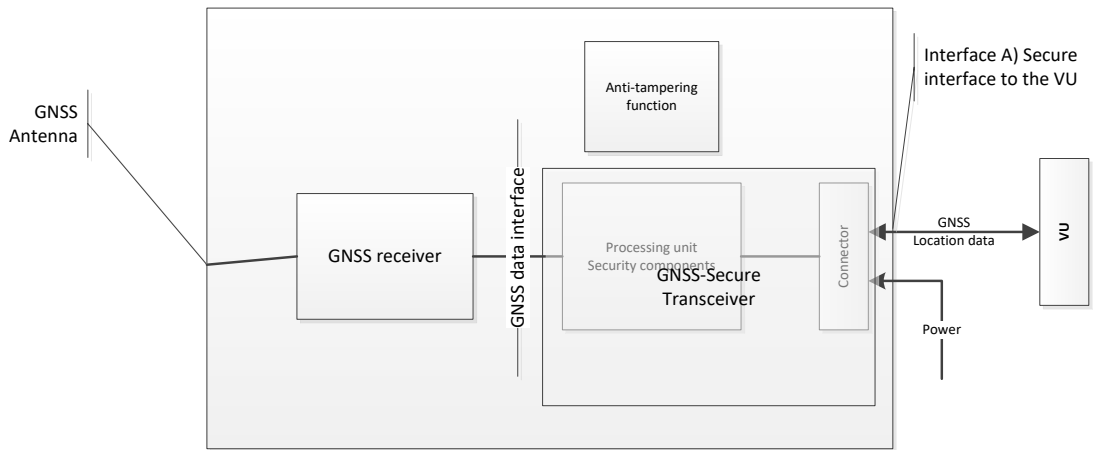 GNSS
Antenna
GNSS receiver
GNSS data interface
Anti-tampering
function
Processing unit
Security components
GNSS-Secure
Transceiver
Connector
Interface A) Secure
interface to the VU
GNSS
Location data
Power
VU